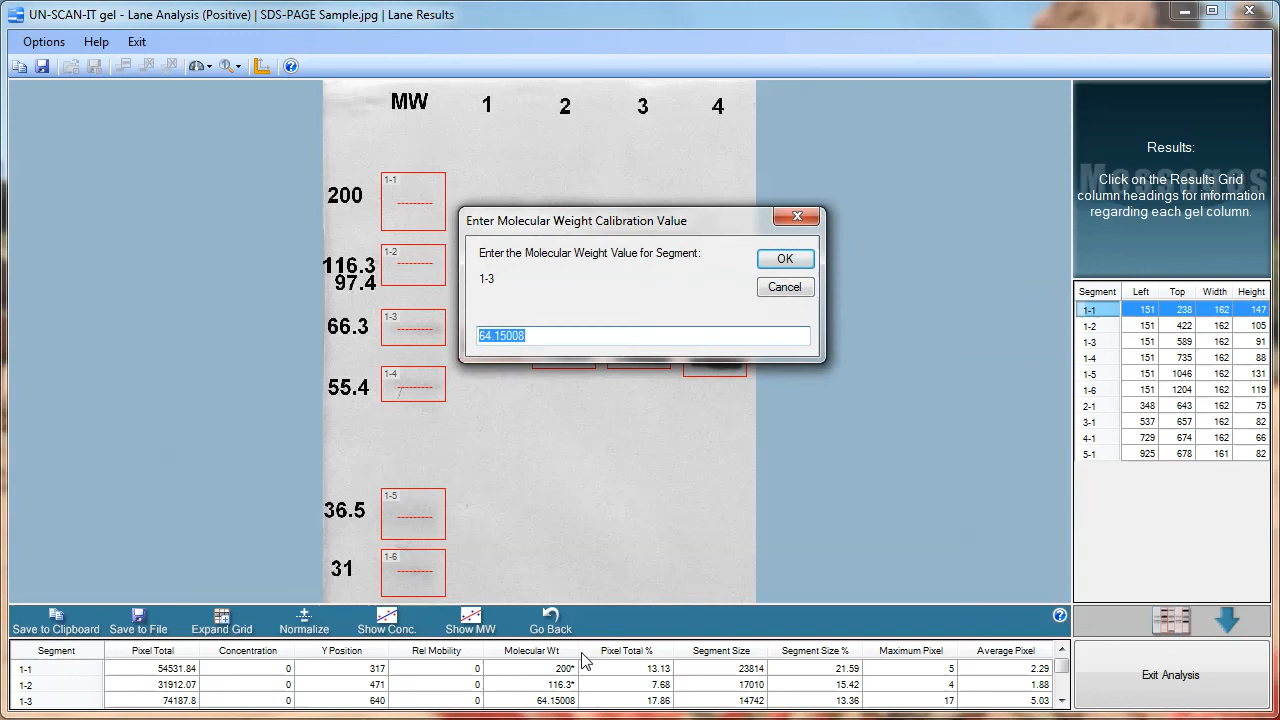 UN-SCAN-IT gel - Lane Analysis (Positive) | SDS-PAGE Sample.jpg | Lane Results
Options Help Exit
MW 1 2 3 4
200
116.3
97.4
66.3
55.4
36.5
31
1-1
1-2
1-3
1-4
1-5
1-6
Enter Molecular Weight Calibration Value
Enter the Molecular Weight Value for Segment:
1-3
64.15008
OK
Cancel
Messages
Results:
Click on the Results Grid
column headings for information
regarding each gel column.
Segment Left Top Width Height
1-1 151 238 162 147
1-2 151 422 162 105
1-3 151 589 162 91
1-4 151 735 162 88
1-5 151 1046 162 131
1-6 151 1204 162 119
2-1 348 643 162 75
3-1 537 657 162 82
4-1 729 674 162 66
5-1 925 678 161 82
Save to Clipboard Save to File Expand Grid Normalize Show Conc. Show MW Go Back
Segment Pixel Total Concentration Y Position Rel Mobility Molecular Wt Pixel Total % Segment Size Segment Size % Maximum Pixel Average Pixel
1-1 54531.84 0 317 0 200* 13.13 23814 21.59 5 2.29
1-2 31912.07 0 471 0 116.3* 7.68 17010 15.42 4 1.88
1-3 74187.8 0 640 0 64.15008 17.86 14742 13.36 17 5.03
Exit Analysis